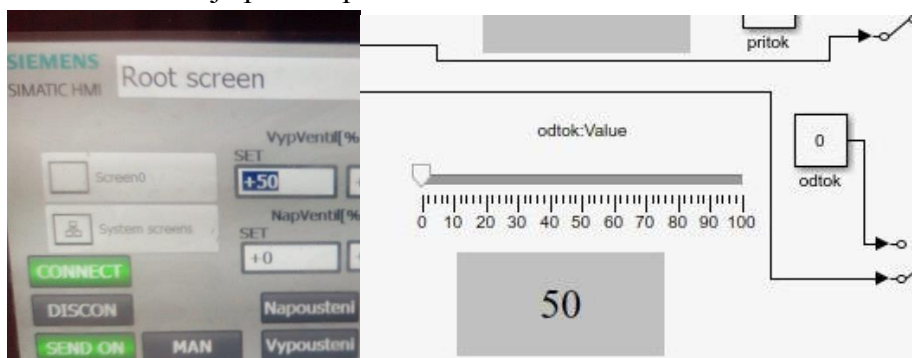 SIEMENS
SIMATIC HMI
Root screen
VypVentil[%
SET
Screen0
+50
NapVentil[%
System screens
SET
+0
CONNECT
DISCON
Napousteni
SEND ON
MAN
Vypousteni
pritok
odtok:Value
0
odtok
0 10 20 30 40 50 60 70 80 90 100
50